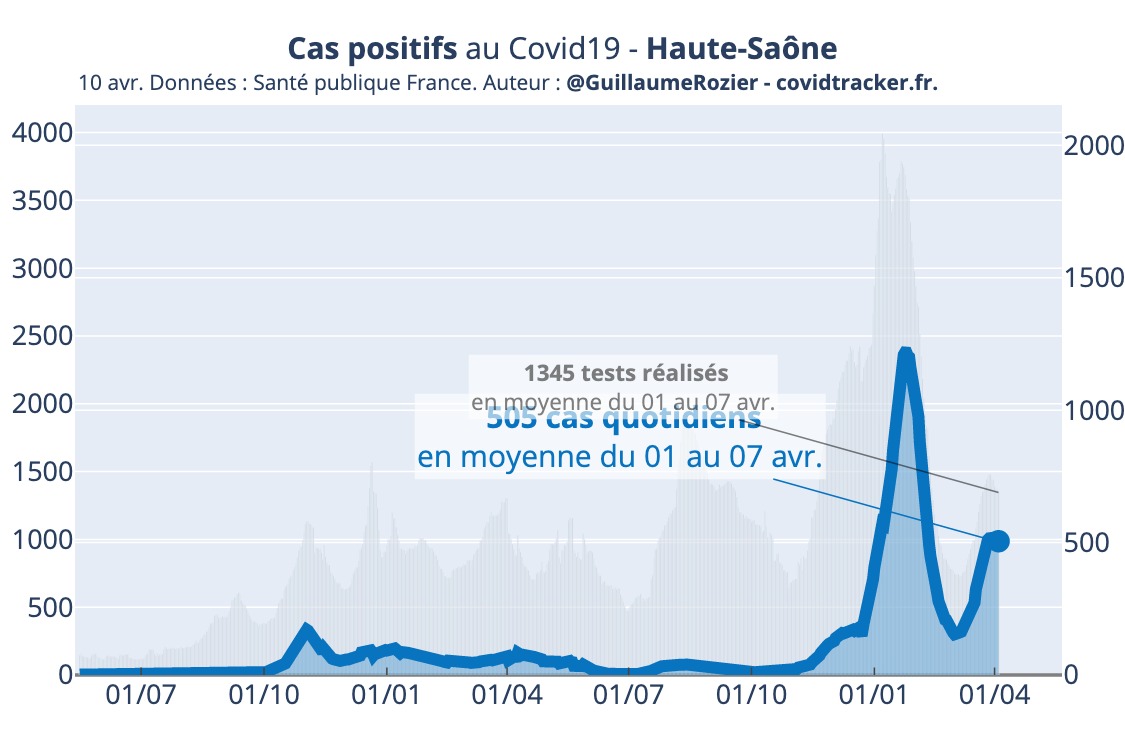 Cas positifs au Covid19 - Haute-Saône
10 avr. Données : Santé publique France. Auteur : @GuillaumeRozier - covidtracker.fr.
4000
2000
3500
3000
1500
2500
1345 tests réalisés
en moyenne du 01 au 07 avr.
2000
1000
505 cas quotidiens
en moyenne du 01 au 07 avr.
1500
1000
500
500
0
0
01/07 01/10 01/01 01/04 01/07 01/10 01/01 01/04